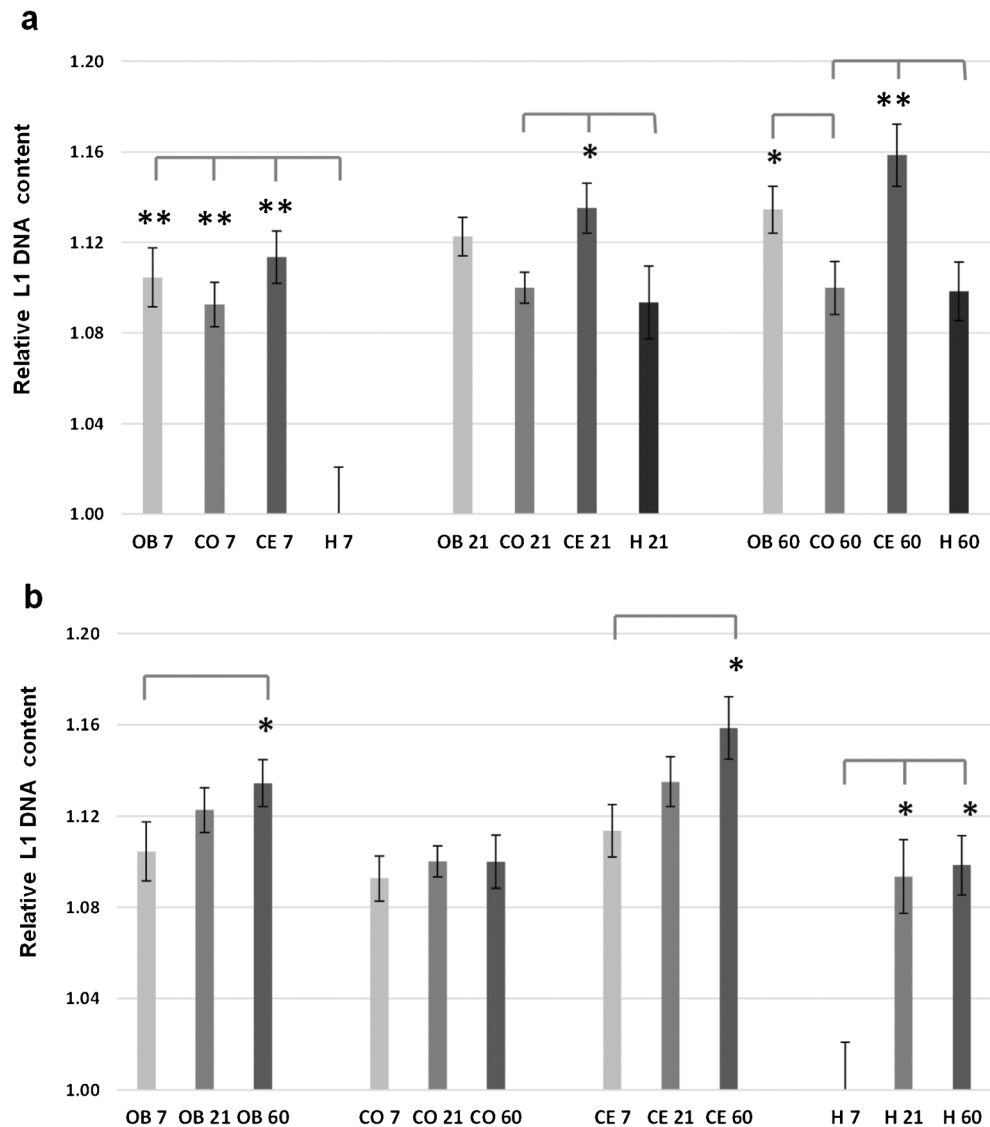 a
1.20
1.16
1.12
1.08
1.04
1.00
Relative L1 DNA content
** ** **
*
* **
OB 7 CO 7 CE 7 H 7 OB 21 CO 21 CE 21 H 21 OB 60 CO 60 CE 60 H 60
b
1.20
1.16
1.12
1.08
1.04
1.00
Relative L1 DNA content
*
*
* *
OB 7 OB 21 OB 60 CO 7 CO 21 CO 60 CE 7 CE 21 CE 60 H 7 H 21 H 60